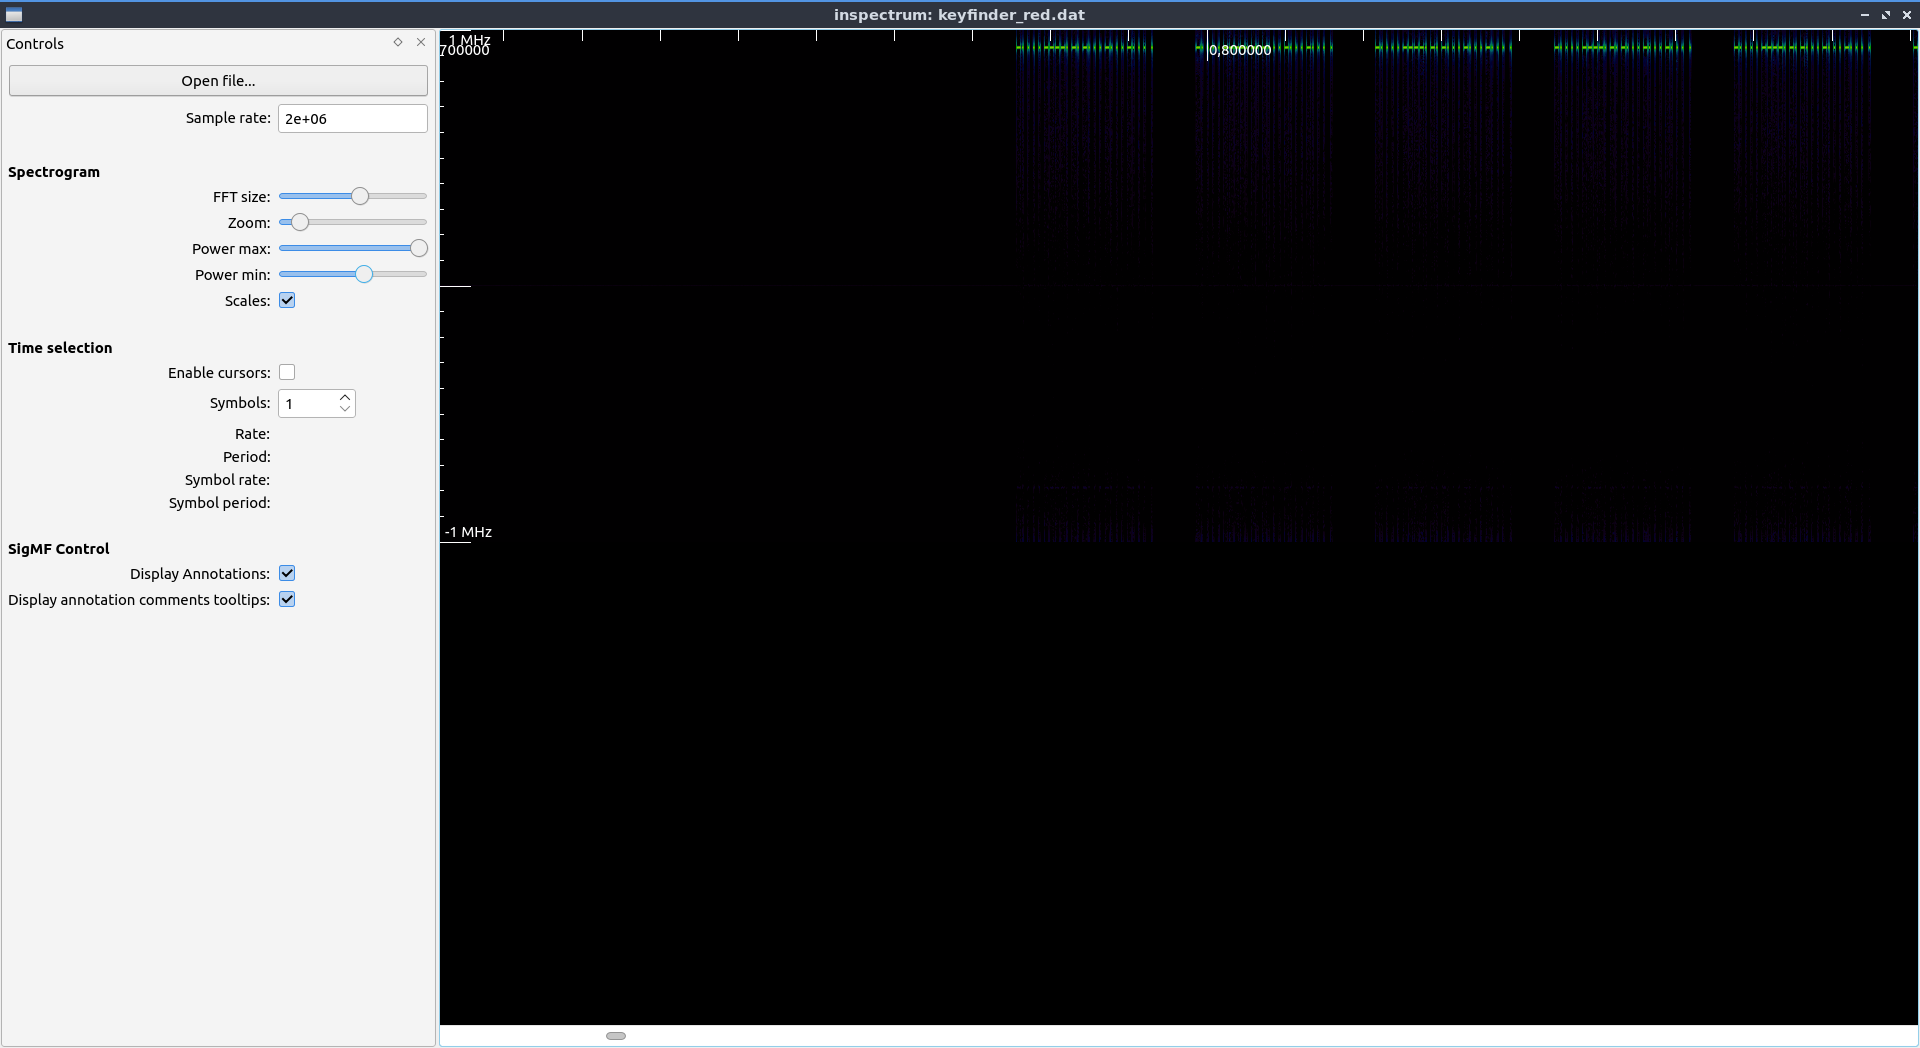 inspectrum: keyfinder_red.dat
Controls
Open file...
Sample rate: 2e+06
Spectrogram
FFT size:
Zoom:
Power max:
Power min:
Scales:
Time selection
Enable cursors:
Symbols: 1
Rate:
Period:
Symbol rate:
Symbol period:
SigMF Control
Display Annotations:
Display annotation comments tooltips:
1 MHz
700000 0,800000
-1 MHz